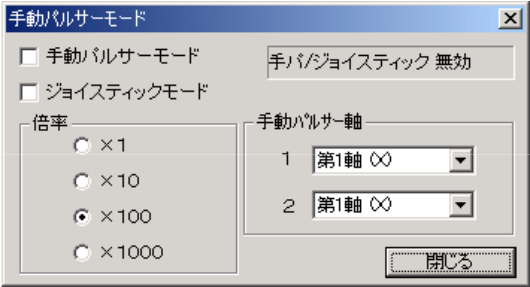 手動パルサーモード
手動パルサーモード
手パ/ジョイスティック 無効
ジョイスティックモード
倍率
×1
×10
×100
×1000
手動パルサー軸
1 第1軸 (X)
2 第1軸 (X)
閉じる